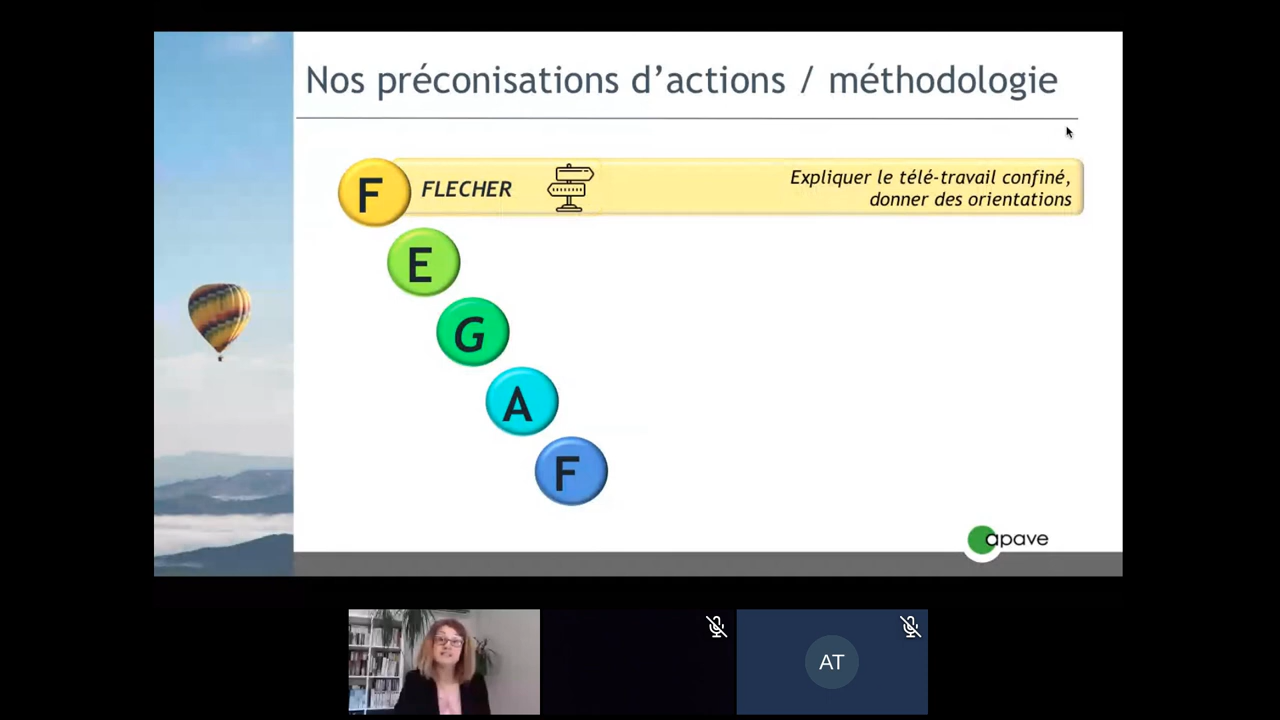 Nos préconisations d’actions / méthodologie
F FLECHER
Expliquer le télé-travail confiné,
donner des orientations
E
G
A
F
apave
AT